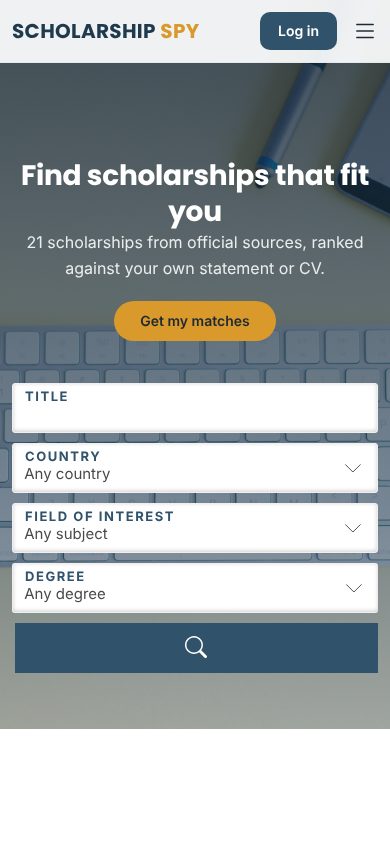 SCHOLARSHIP SPY
Log in
Find scholarships that fit
you
21 scholarships from official sources, ranked
against your own statement or CV.
Get my matches
TITLE
COUNTRY
Any country
FIELD OF INTEREST
Any subject
DEGREE
Any degree